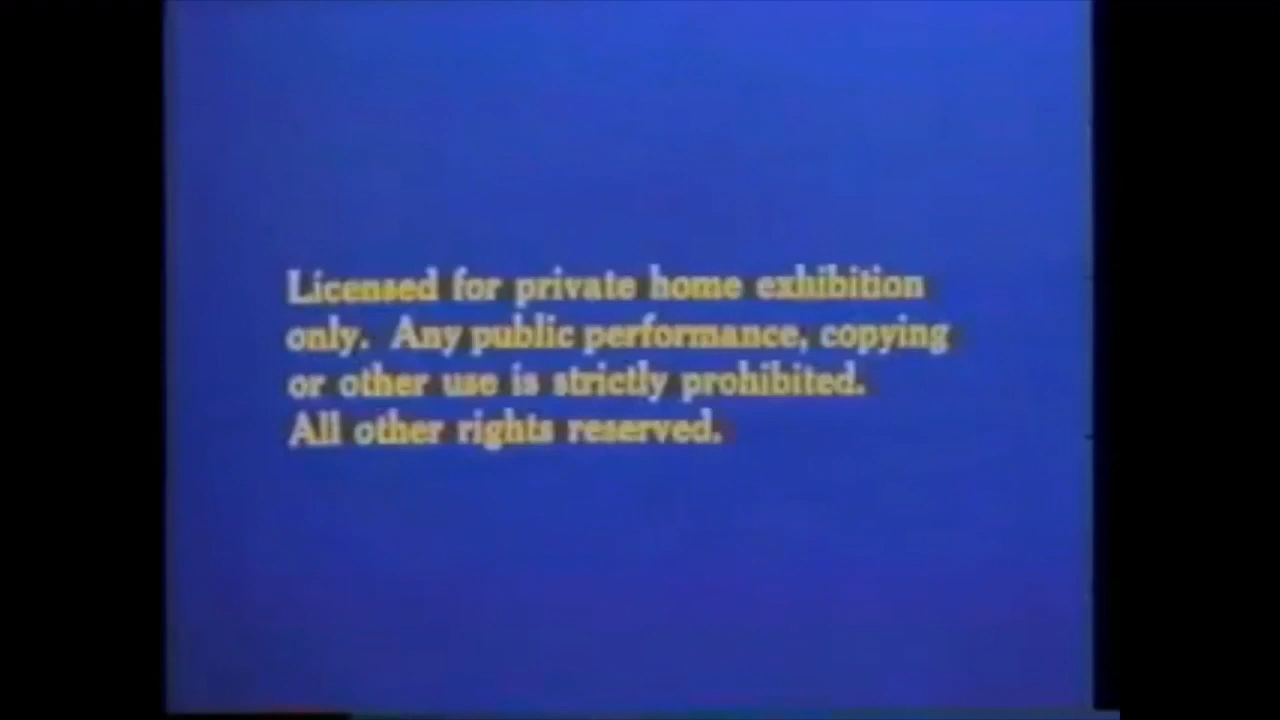 Licensed for private home exhibition
only. Any public performance, copying
or other use is strictly prohibited.
All other rights reserved.